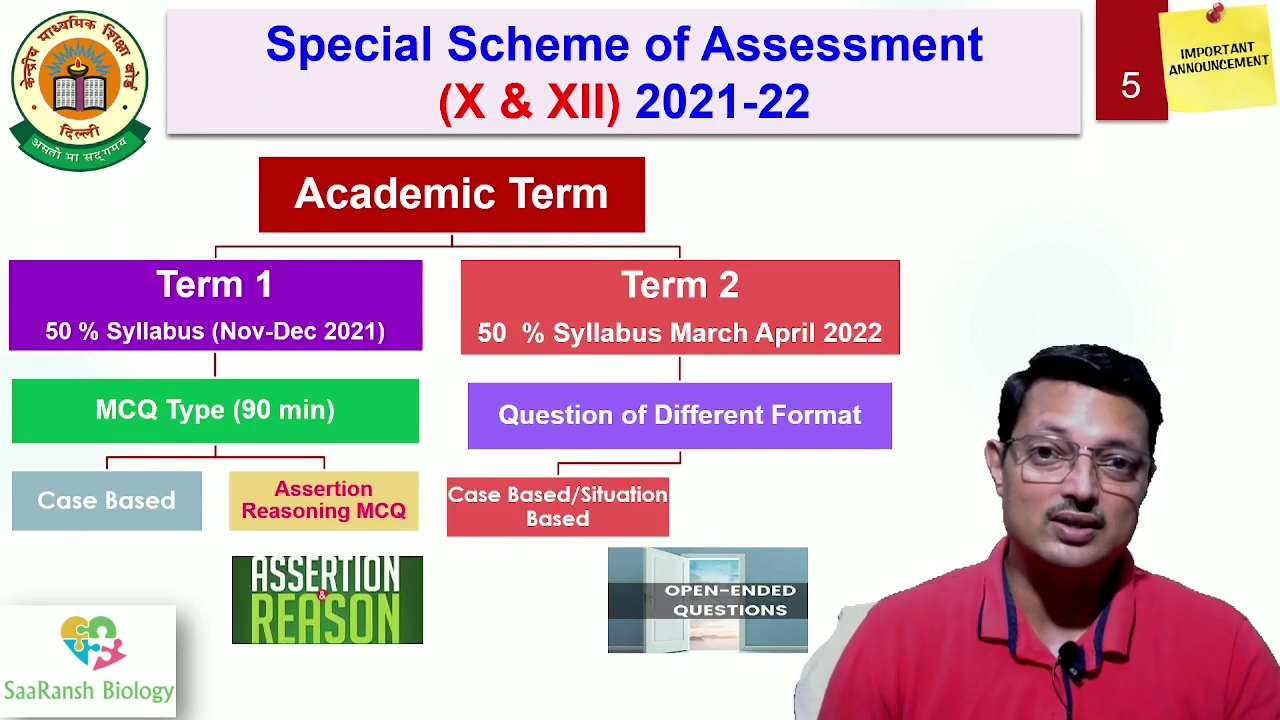 केन्द्रीय माध्यमिक शिक्षा बोर्ड
दिल्ली
असतो मा सद्गमय
Special Scheme of Assessment
(X & XII) 2021-22
5
IMPORTANT
ANNOUNCEMENT
Academic Term
Term 1
50 % Syllabus (Nov-Dec 2021)
Term 2
50 % Syllabus March April 2022
MCQ Type (90 min)
Question of Different Format
Case Based
Assertion
Reasoning MCQ
Case Based/Situation
Based
ASSERTION
&
REASON
OPEN-ENDED
QUESTIONS
SaaRansh Biology